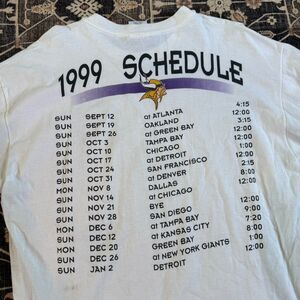 1999 SCHEDULE
SUN SEPT 12 at ATLANTA 4:15
SUN SEPT 19 OAKLAND 3:15
SUN SEPT 26 at GREEN BAY 12:00
SUN OCT 3 TAMPA BAY 12:00
SUN OCT 10 CHICAGO 1:00
SUN OCT 17 at DETROIT 12:00
SUN OCT 24 SAN FRANCISCO 2:15
SUN OCT 31 at DENVER 8:00
MON NOV 8 DALLAS 12:00
SUN NOV 14 at CHICAGO
SUN NOV 21 BYE 12:00
SUN NOV 28 SAN DIEGO 9:00
MON DEC 6 at TAMPA BAY 7:20
SUN DEC 12 at KANSAS CITY 8:00
MON DEC 20 GREEN BAY 1:00
SUN DEC 26 at NEW YORK GIANTS 12:00
SUN JAN 2 DETROIT